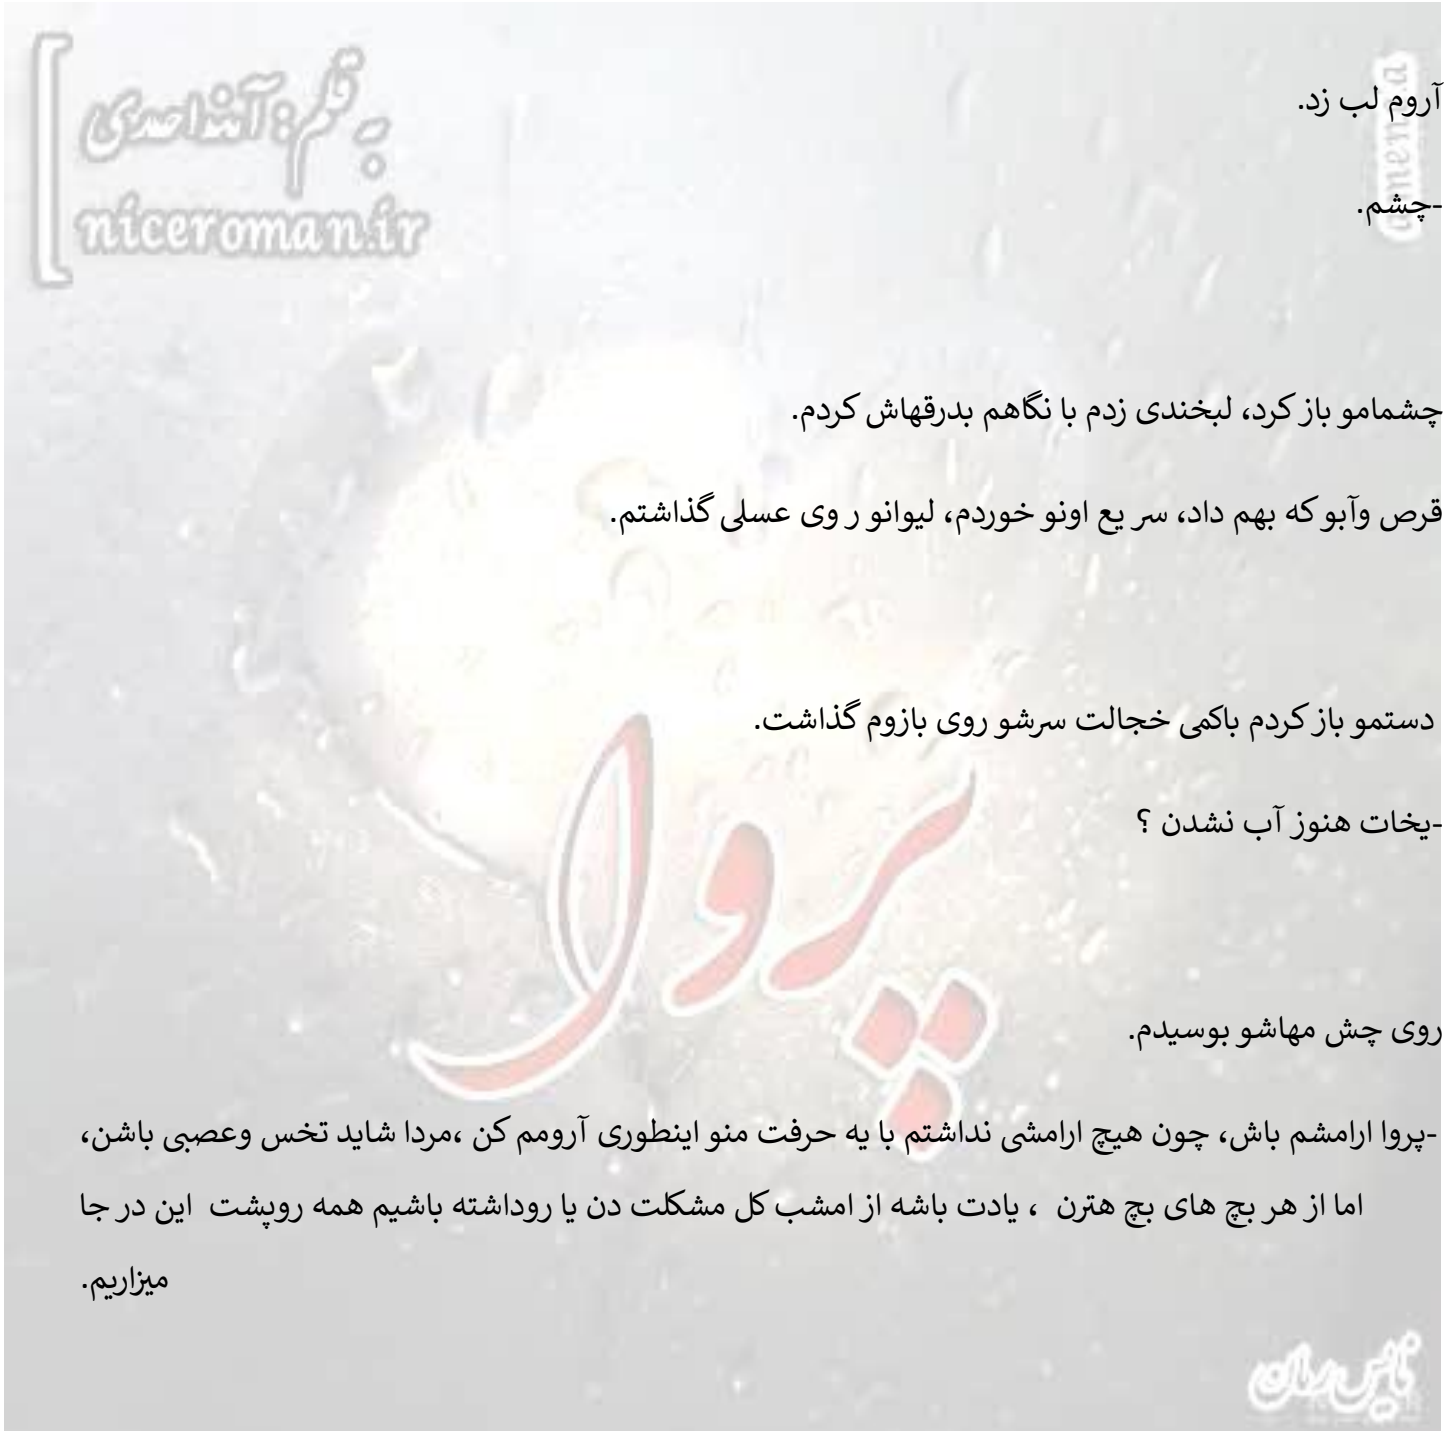 به قلم: آمنه احمدی
niceroman.ir
آروم لب زد.
-چشم.
چشمامو باز کرد، لبخندی زدم با نگاهم بدرقهاش کردم.
قرص وآبو که بهم داد، سر یع اونو خوردم، لیوانو ر وی عسلی گذاشتم.
دستمو باز کردم باکمی خجالت سرشو روی بازوم گذاشت.
-یخات هنوز آب نشدن ؟
پروا
روی چش مهاشو بوسیدم.
-پروا ارامشم باش، چون هیچ ارامشی نداشتم با یه حرفت منو اینطوری آرومم کن ،مردا شاید تخس وعصبی باشن،
اما از هر بچ های بچ هترن ، یادت باشه از امشب کل مشکلت دن یا روداشته باشیم همه روپشت این در جا
میزاریم.
نایس رمان